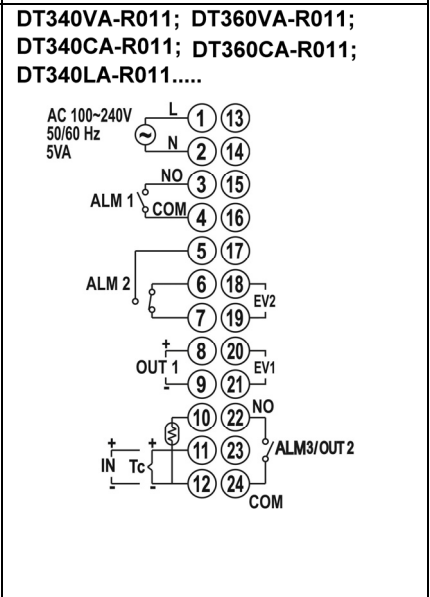 DT340VA-R011; DT360VA-R011;
DT340CA-R011; DT360CA-R011;
DT340LA-R011.....
AC 100~240V
50/60 Hz
5VA
L
N
1 13
2 14
ALM 1
NO
COM
3 15
4 16
5 17
ALM 2
6 18
7 19
EV2
+
OUT 1
-
8 20
9 21
EV1
10 22
NO
11 23
12 24
COM
ALM3/OUT 2
+
IN
-
+
Tc
-